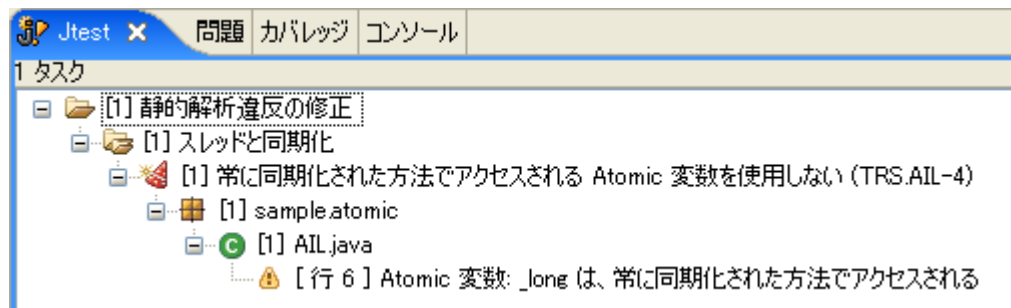 Jtest 問題 カバレッジ コンソール
1 タスク
[1] 静的解析違反の修正
[1] スレッドと同期化
[1] 常に同期化された方法でアクセスされる Atomic 変数を使用しない (TRS.AIL-4)
[1] sample.atomic
[1] AIL.java
[ 行 6 ] Atomic 変数: _long は、常に同期化された方法でアクセスされる